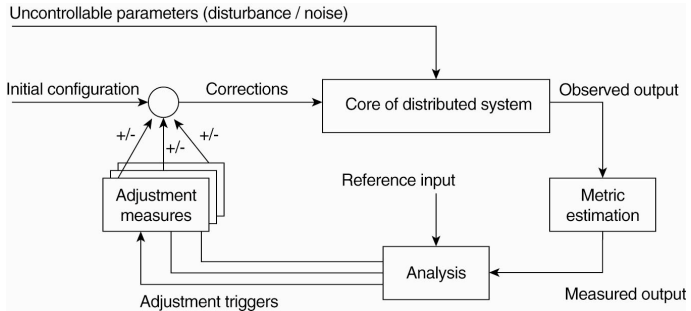 Uncontrollable parameters (disturbance / noise)
Initial configuration
Corrections
Core of distributed system
Observed output
+/-
+/-
+/-
Reference input
Adjustment
measures
Metric
estimation
Analysis
Adjustment triggers
Measured output